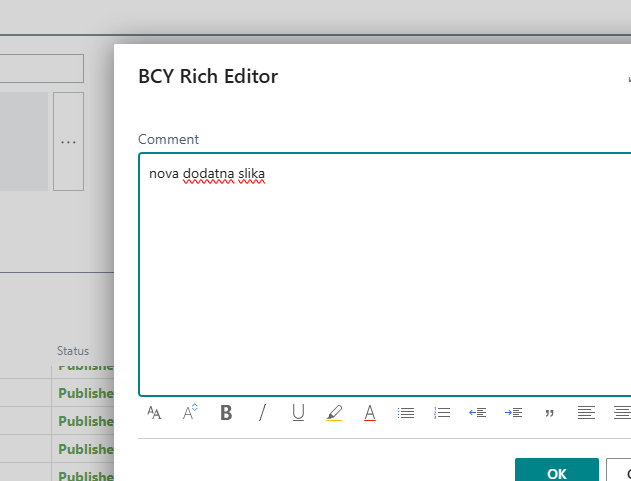 BCY Rich Editor
Comment
nova dodatna slika
Status
Publishe
Publishe
Publishe
Publishe
Publishe
OK